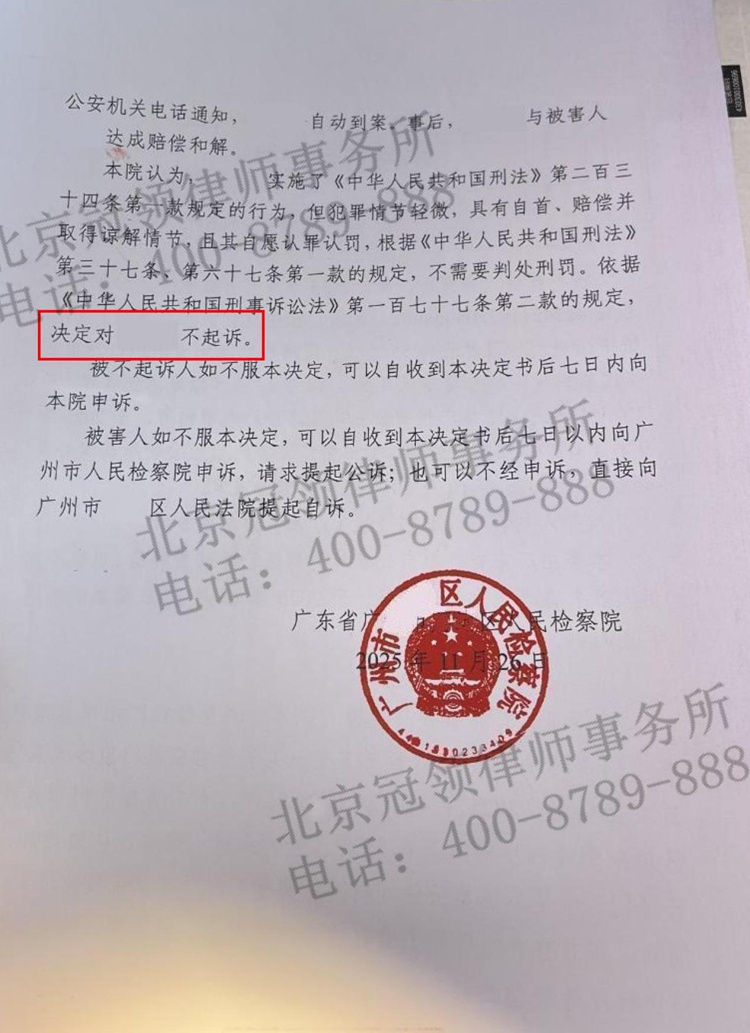 公安机关电话通知, 自动到案。事后, 与被害人
达成赔偿和解。
本院认为, 实施了《中华人民共和国刑法》第二百三
十四条第一款规定的行为, 但犯罪情节轻微, 具有自首、赔偿并
取得谅解情节, 且其自愿认罪认罚, 根据《中华人民共和国刑法》
第三十七条、第六十七条第一款的规定, 不需要判处刑罚。依据
《中华人民共和国刑事诉讼法》第一百七十七条第二款的规定,
决定对 不起诉。
被不起诉人如不服本决定, 可以自收到本决定书后七日内向
本院申诉。
被害人如不服本决定, 可以自收到本决定书后七日以内向广
州市人民检察院申诉, 请求提起公诉; 也可以不经申诉, 直接向
广州市 区人民法院提起自诉。
广东省广 区人民检察院
2025年11月26日
广州市 区人民检察院
北京冠领律师事务所
电话：400-8789-888
北京冠领律师事务所
电话：400-8789-888
北京冠领律师事务所
电话：400-8789-888